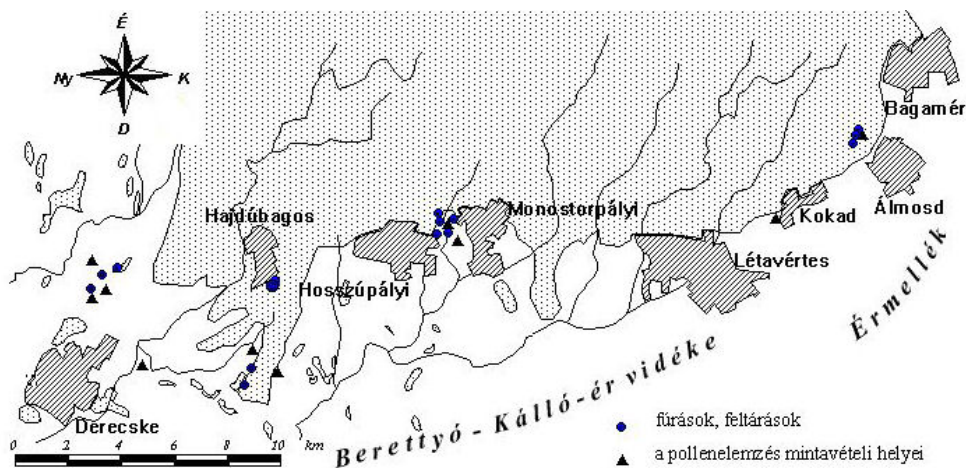 É
Ny
K
D
Bagamér
Hajdúbagos
Monostorpályi
Kokad
Álmosd
Létavértes
Hosszúpályi
Érmellék
Berettyó - Kálló-ér vidéke
Derecske
0 2 4 6 8 10 km
fúrások, feltárások
a pollenelemzés mintavételi helyei